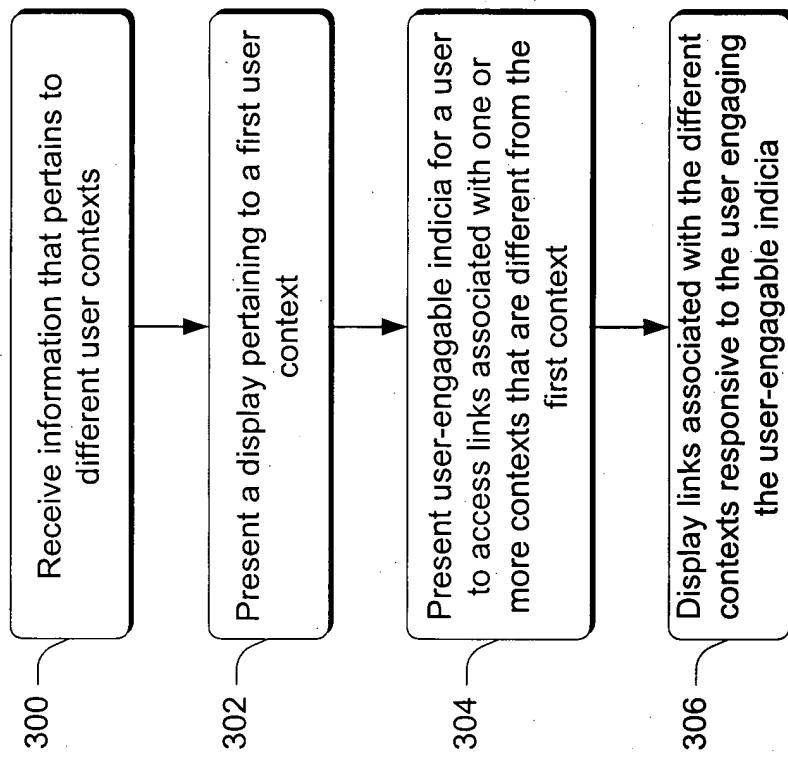 300
Receive information that pertains to
different user contexts
302
Present a display pertaining to a first user
context
304
Present user-engagable indicia for a user
to access links associated with one or
more contexts that are different from the
first context
306
Display links associated with the different
contexts responsive to the user engaging
the user-engagable indicia